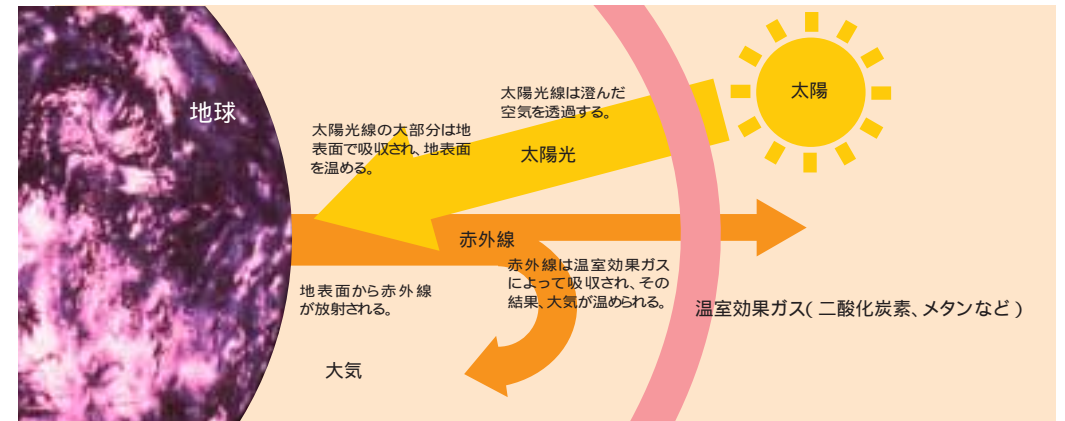 地球
太陽光線の大部分は地
表面で吸収され、地表面
を温める。
太陽光線は澄んだ
空気を透過する。
太陽光
太陽
赤外線
地表面から赤外線
が放射される。
赤外線は温室効果ガス
によって吸収され、その
結果、大気が温められる。
温室効果ガス( 二酸化炭素、メタンなど )
大気